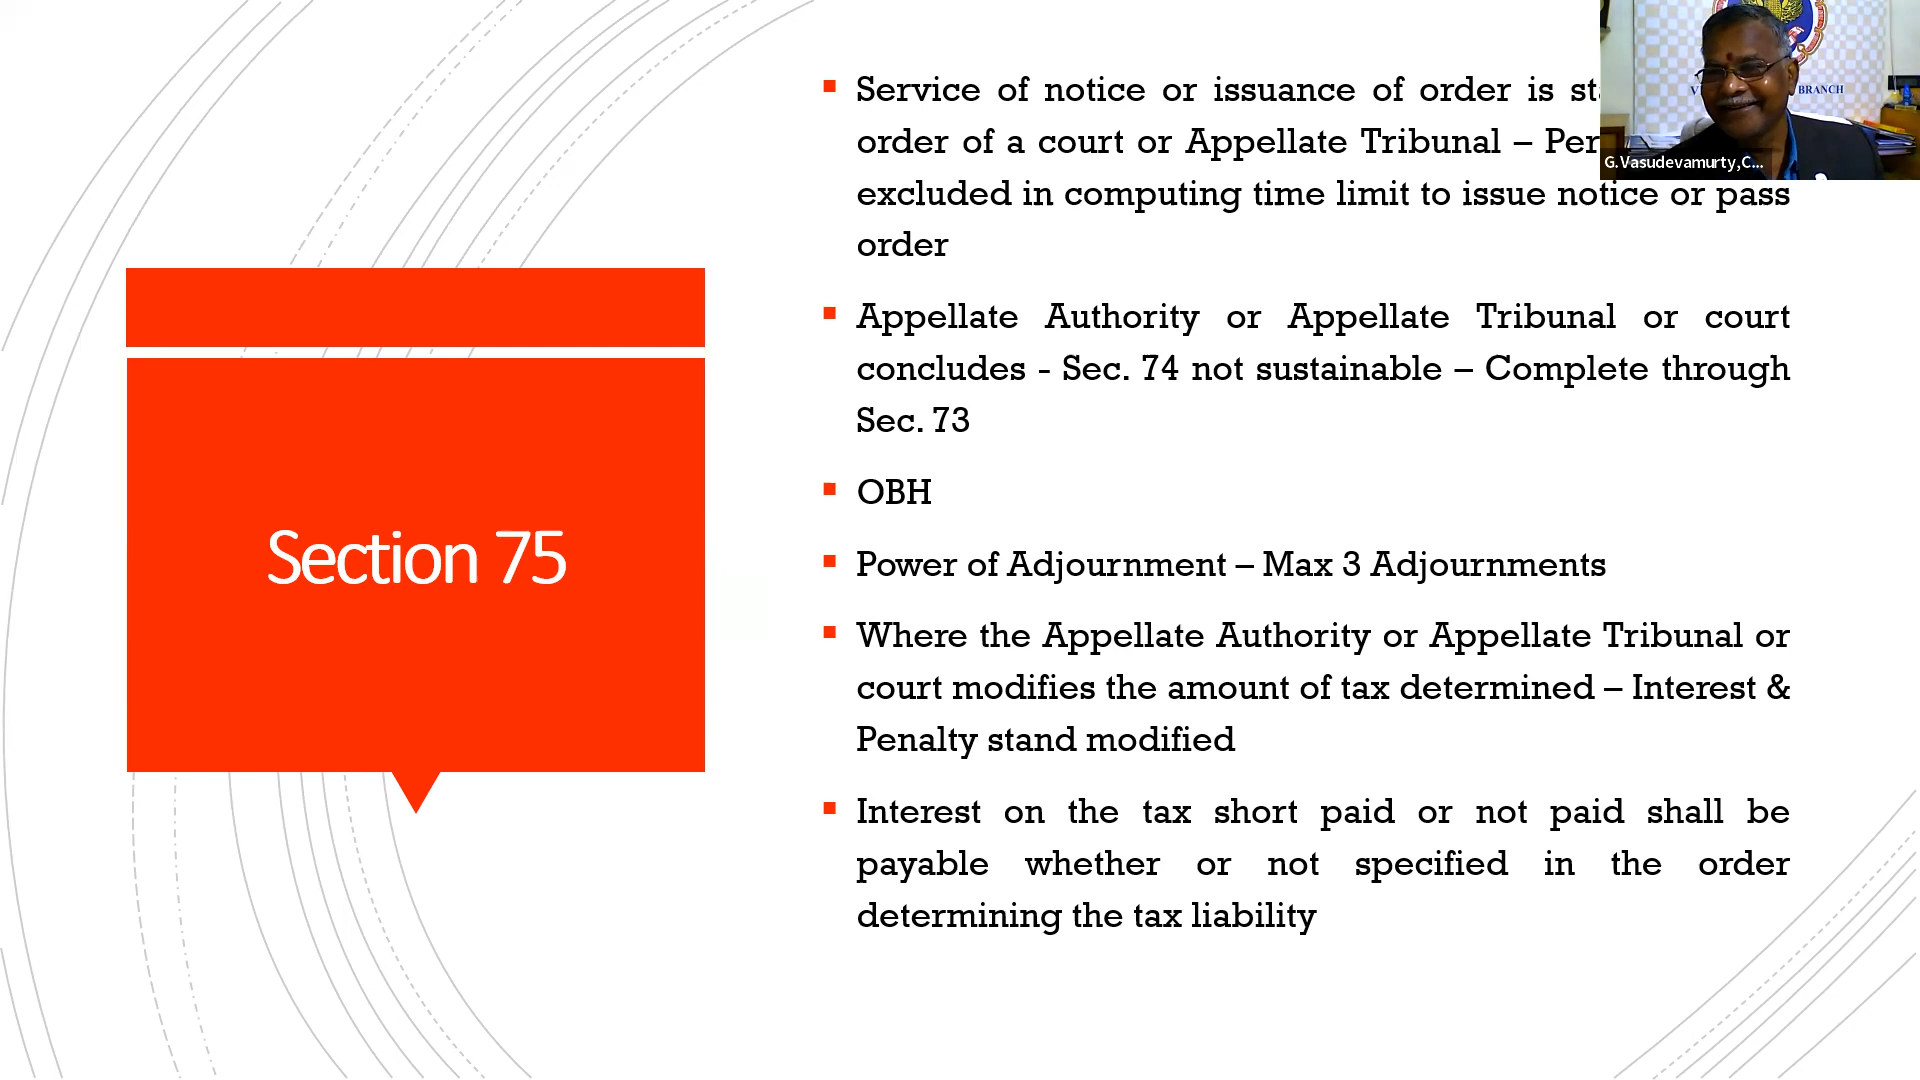 Service of notice or issuance of order is
order of a court or Appellate Tribunal –
excluded in computing time limit to issue notice or pass
order
Appellate Authority or Appellate Tribunal or court
concludes - Sec. 74 not sustainable – Complete through
Sec. 73
OBH
Power of Adjournment – Max 3 Adjournments
Where the Appellate Authority or Appellate Tribunal or
court modifies the amount of tax determined – Interest &
Penalty stand modified
Interest on the tax short paid or not paid shall be
payable whether or not specified in the order
determining the tax liability
Section 75
BRANCH
G.Vasudevamurty,C...